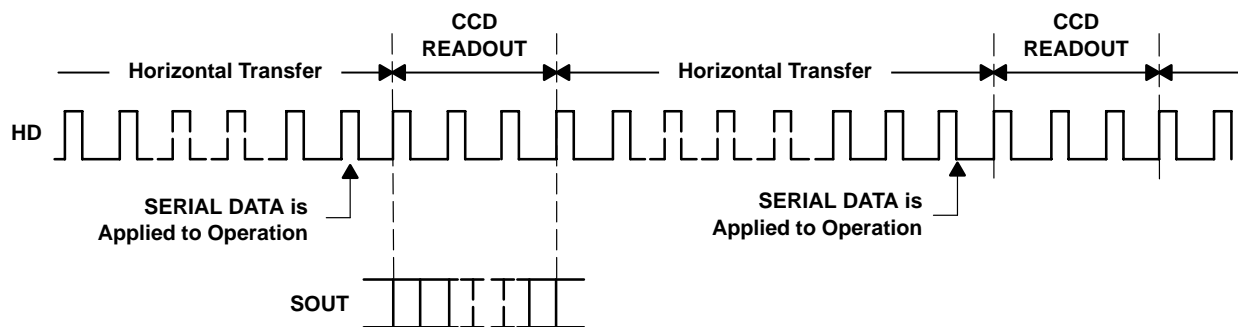 CCD
READOUT
CCD
READOUT
Horizontal Transfer
Horizontal Transfer
HD
SERIAL DATA is
Applied to Operation
SERIAL DATA is
Applied to Operation
SOUT